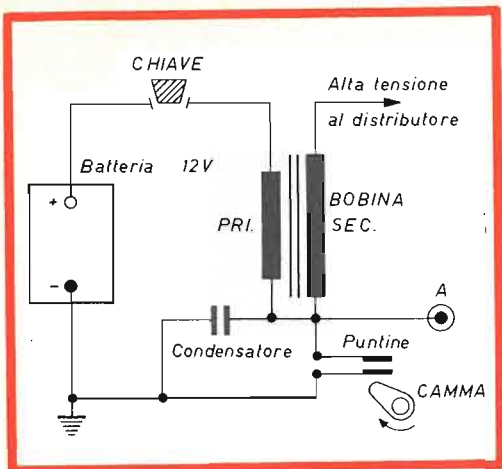 CHIAVE
Alta tensione
al distributore
Batteria 12V
+
-
PRI.
BOBINA
SEC.
A
Condensatore
Puntine
CAMMA